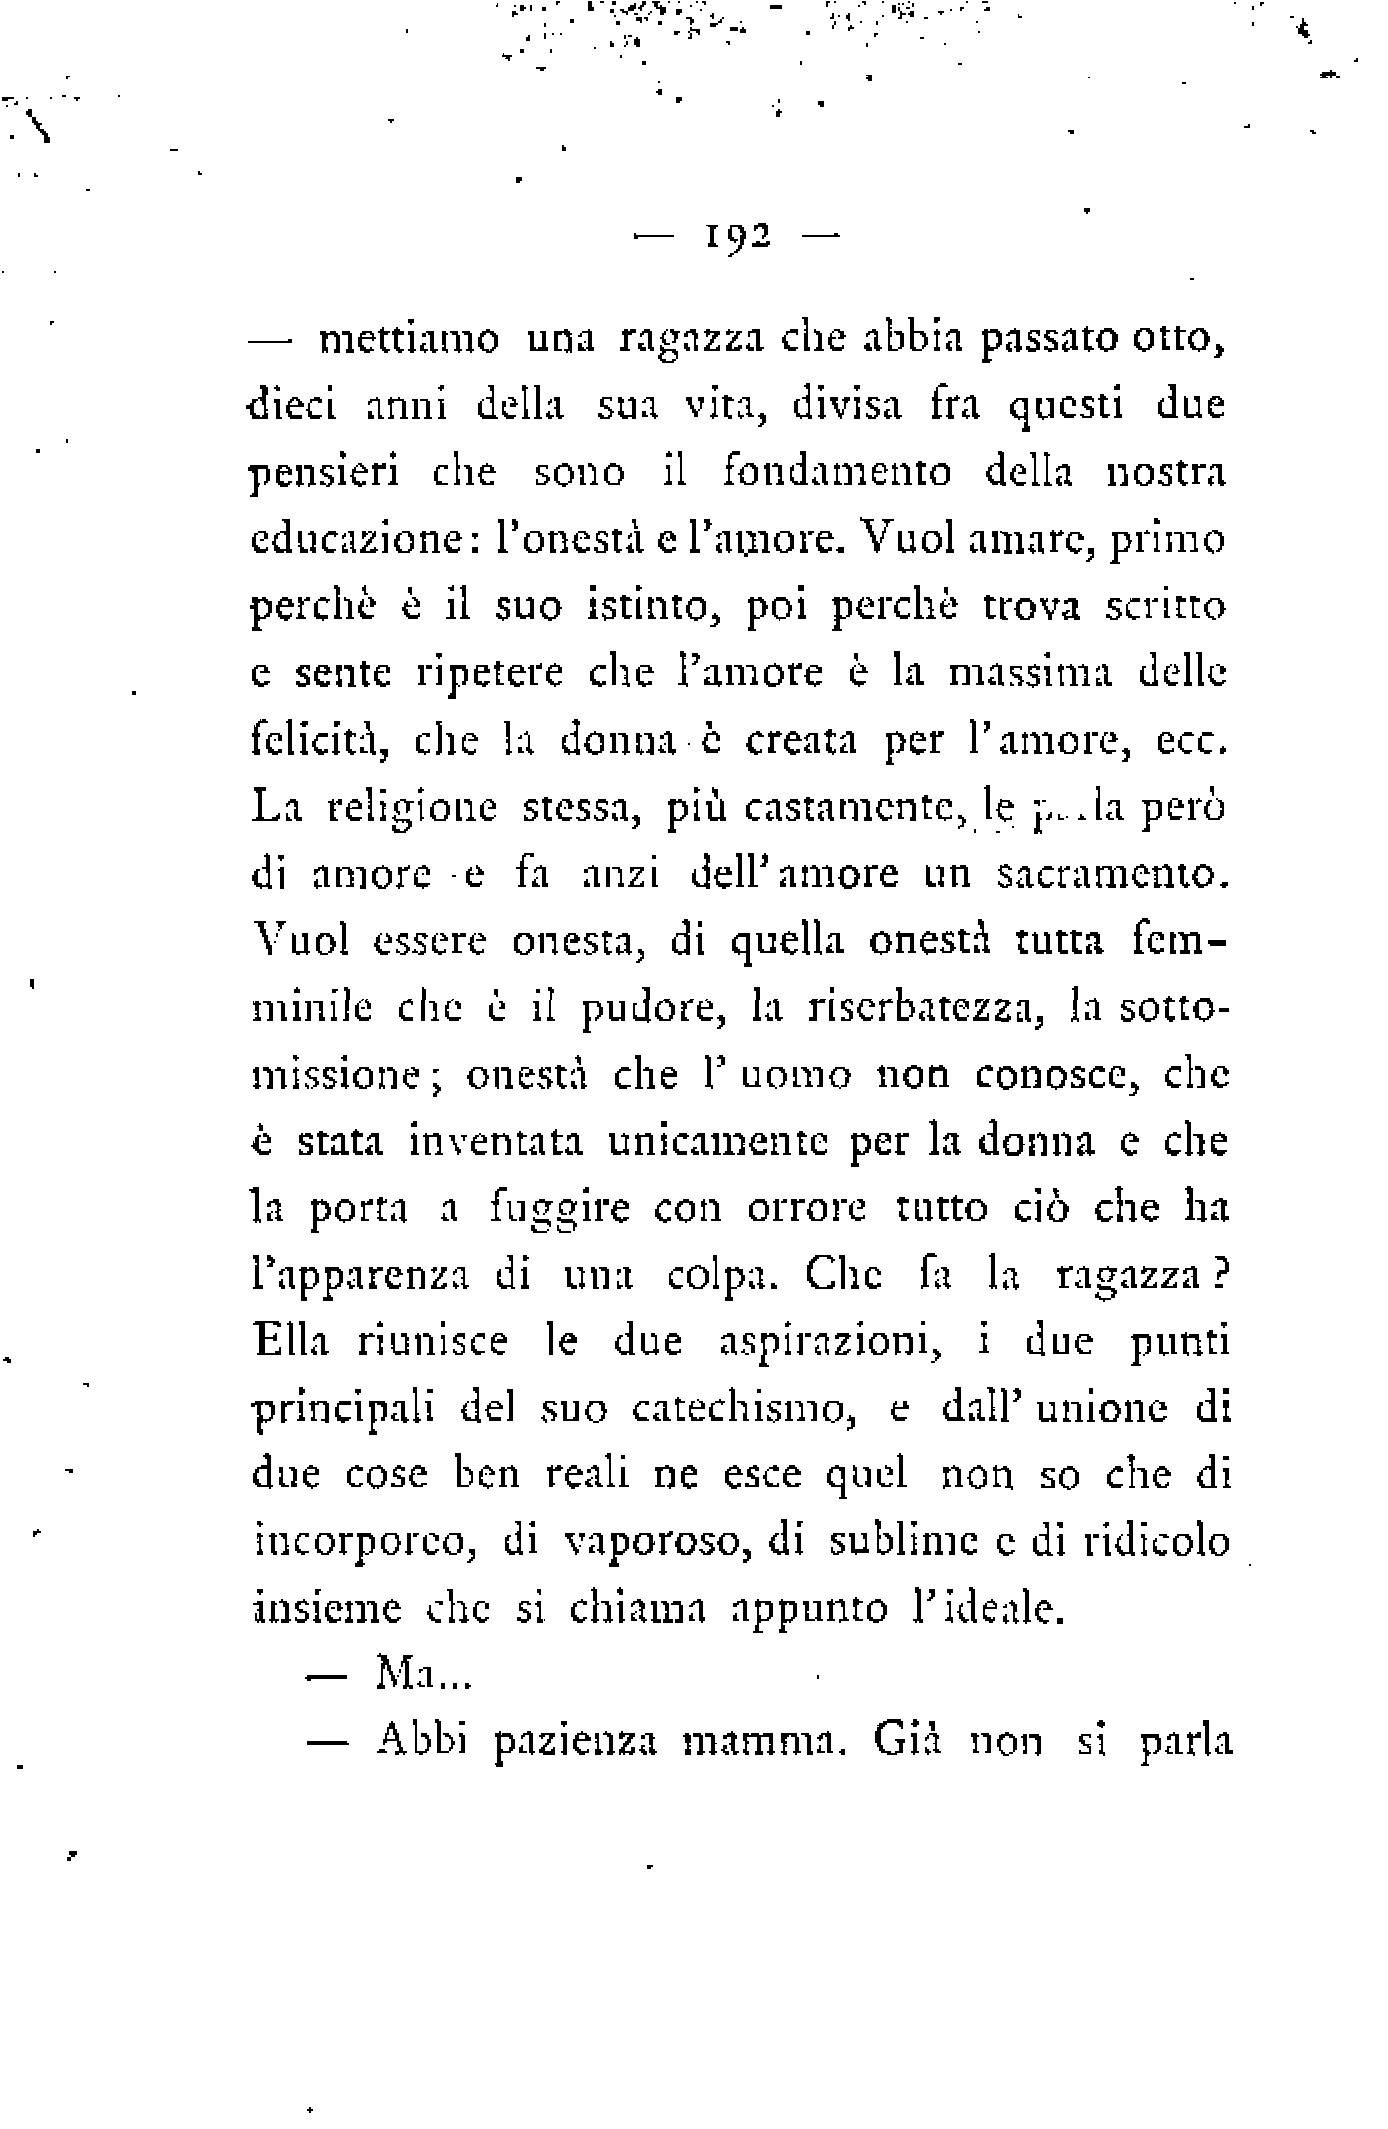 — 192 —
— mettiamo una ragazza che abbia passato otto,
dieci anni della sua vita, divisa fra questi due
pensieri che sono il fondamento della nostra
educazione: l'onestà e l'amore. Vuol amare, primo
perchè è il suo istinto, poi perchè trova scritto
e sente ripetere che l'amore è la massima delle
felicità, che la donna è creata per l'amore, ecc.
La religione stessa, più castamente, le però
di amore e fa anzi dell'amore un sacramento.
Vuol essere onesta, di quella onestà tutta fem-
minile che è il pudore, la riserbatezza, la sotto-
missione; onestà che l'uomo non conosce, che
è stata inventata unicamente per la donna e che
la porta a fuggire con orrore tutto ciò che ha
l'apparenza di una colpa. Che fa la ragazza?
Ella riunisce le due aspirazioni, i due punti
principali del suo catechismo, e dall'unione di
due cose ben reali ne esce quel non so che di
incorporeo, di vaporoso, di sublime e di ridicolo
insieme che si chiama appunto l'ideale.
— Ma...
— Abbi pazienza mamma. Già non si parla